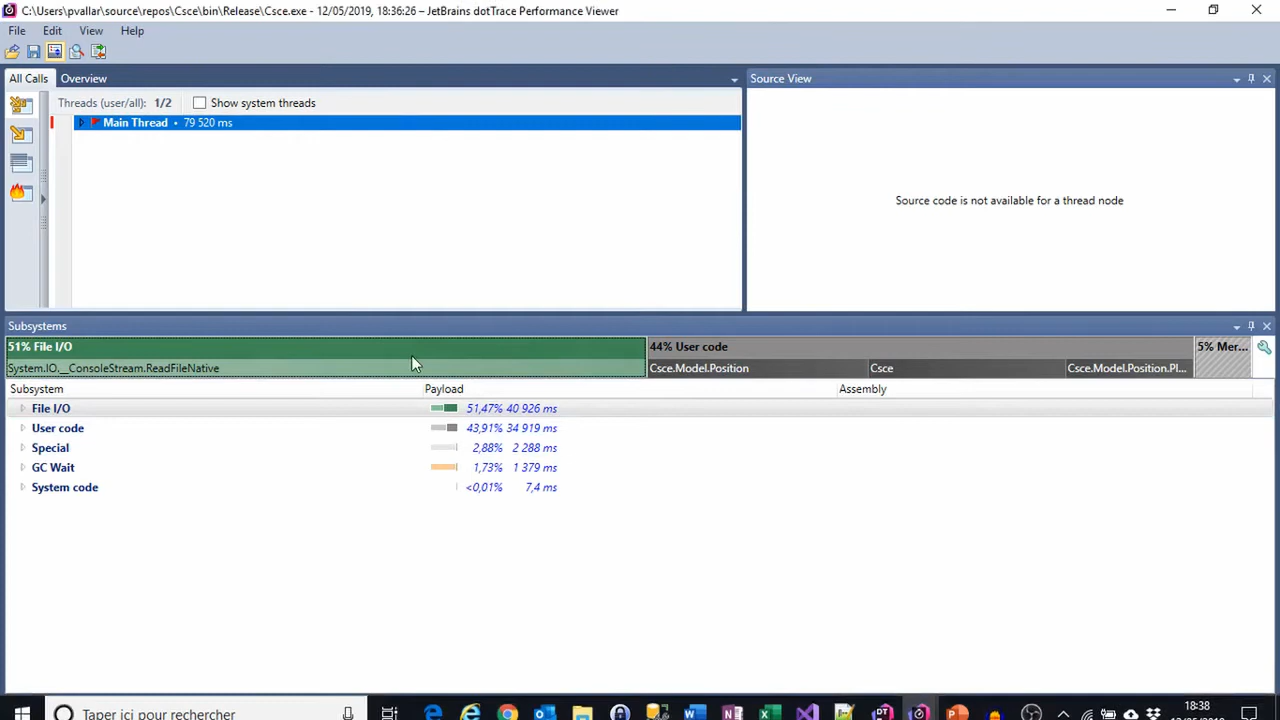 C:\Users\pvallar\source\repos\Csce\bin\Release\Csce.exe - 12/05/2019, 18:36:26 - JetBrains dotTrace Performance Viewer
File Edit View Help
All Calls Overview
Threads (user/all): 1/2 Show system threads
Main Thread • 79 520 ms
Source View
Source code is not available for a thread node
Subsystems
51% File I/O 44% User code 5% Mer...
System.IO.__ConsoleStream.ReadFileNative Csce.Model.Position Csce Csce.Model.Position.Pl...
Subsystem Payload Assembly
File I/O 51,47% 40 926 ms
User code 43,91% 34 919 ms
Special 2,88% 2 288 ms
GC Wait 1,73% 1 379 ms
System code <0,01% 7,4 ms
Taper ici pour rechercher
18:38